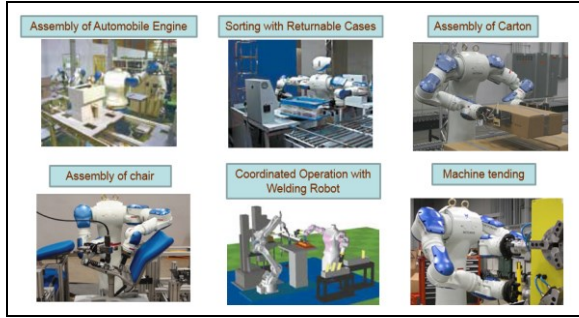 Assembly of Automobile Engine
Sorting with Returnable Cases
Assembly of Carton
Assembly of chair
Coordinated Operation with
Welding Robot
Machine tending